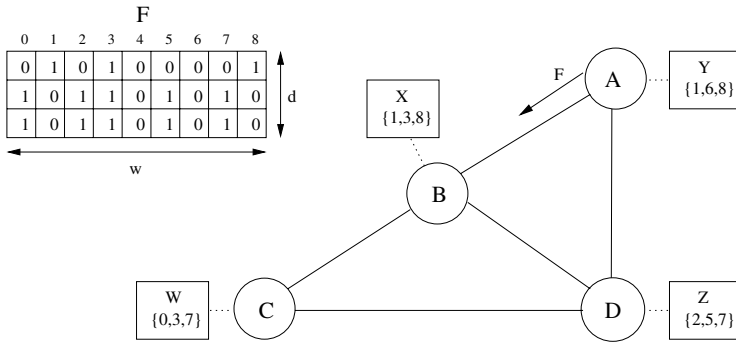 F
0 1 2 3 4 5 6 7 8
0 1 0 1 0 0 0 0 1
1 0 1 1 0 1 0 1 0
1 0 1 1 0 1 0 1 0
d
w
F
A
Y
{1,6,8}
X
{1,3,8}
B
W
{0,3,7}
C
D
Z
{2,5,7}